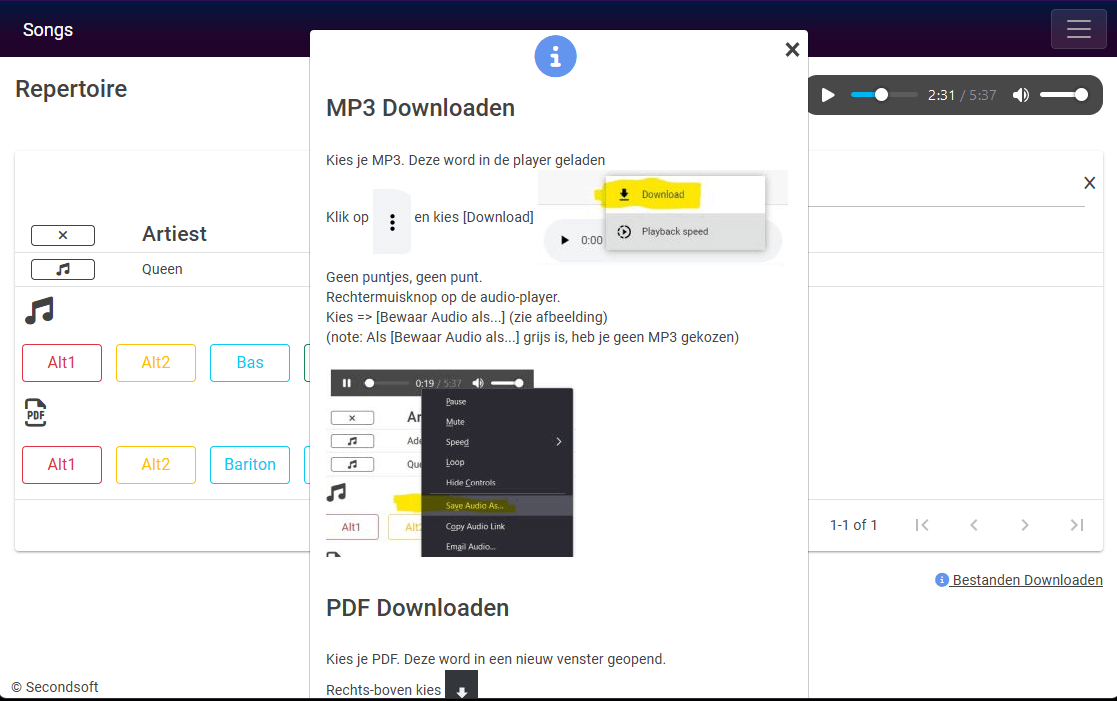 Songs
Repertoire
2:31 / 5:37
MP3 Downloaden
Kies je MP3. Deze word in de player geladen
Klik op en kies [Download]
Download
Playback speed
0:00
X
Artiest
Queen
Geen puntjes, geen punt.
Rechtermuisknop op de audio-player.
Kies => [Bewaar Audio als...] (zie afbeelding)
(note: Als [Bewaar Audio als...] grijs is, heb je geen MP3 gekozen)
Alt1
Alt2
Bas
0:19 / 5:37
Pause
Mute
Speed
Loop
Hide Controls
Save Audio As...
Copy Audio Link
Email Audio...
Ar
Ade
Que
Alt1
Alt2
PDF
Alt1
Alt2
Bariton
1-1 of 1
Bestanden Downloaden
PDF Downloaden
Kies je PDF. Deze word in een nieuw venster geopend.
Rechts-boven kies
© Secondsoft